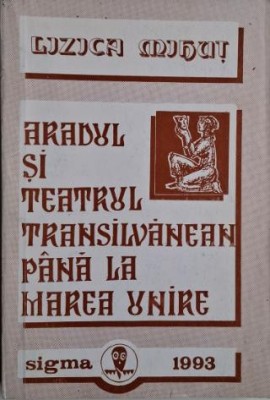 LIZICA MIHUȚ
ARADUL
ȘI
TEATRUL
TRANSILVĂNEAN
PÂNĂ LA
MAREA UNIRE
sigma 1993